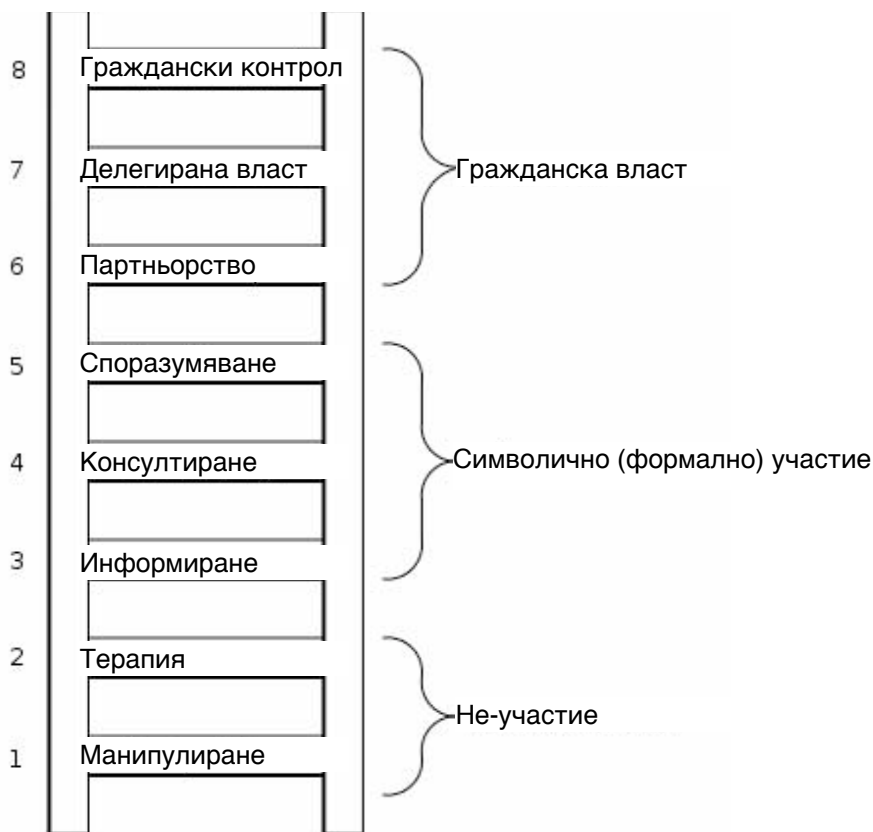 8 Граждански контрол
7 Делегирана власт
Гражданска власт
6 Партньорство
5 Споразумяване
4 Консултиране
Символично (формално) участие
3 Информиране
2 Терапия
Не-участие
1 Манипулиране